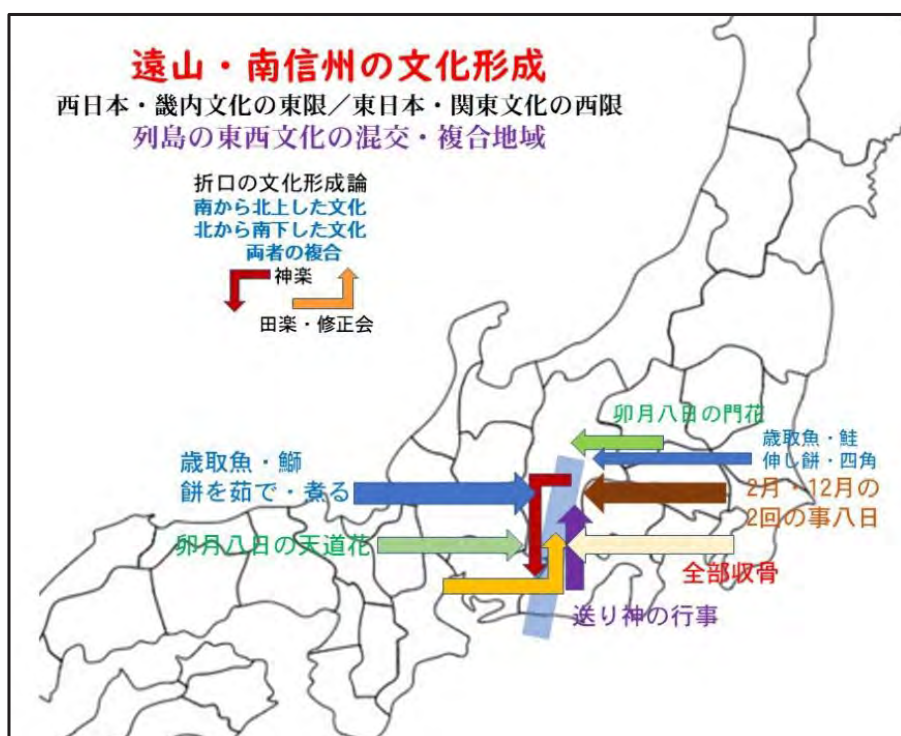 遠山・南信州の文化形成
西日本・畿内文化の東限／東日本・関東文化の西限
列島の東西文化の混交・複合地域
折口の文化形成論
南から北上した文化
北から南下した文化
両者の複合
神楽
田楽・修正会
卯月八日の門花
歳取魚・鮭
伸し餅・四角
歳取魚・鰤
餅を茹で・煮る
2月・12月の
2回の事八日
卯月八日の天道花
全部収骨
送り神の行事